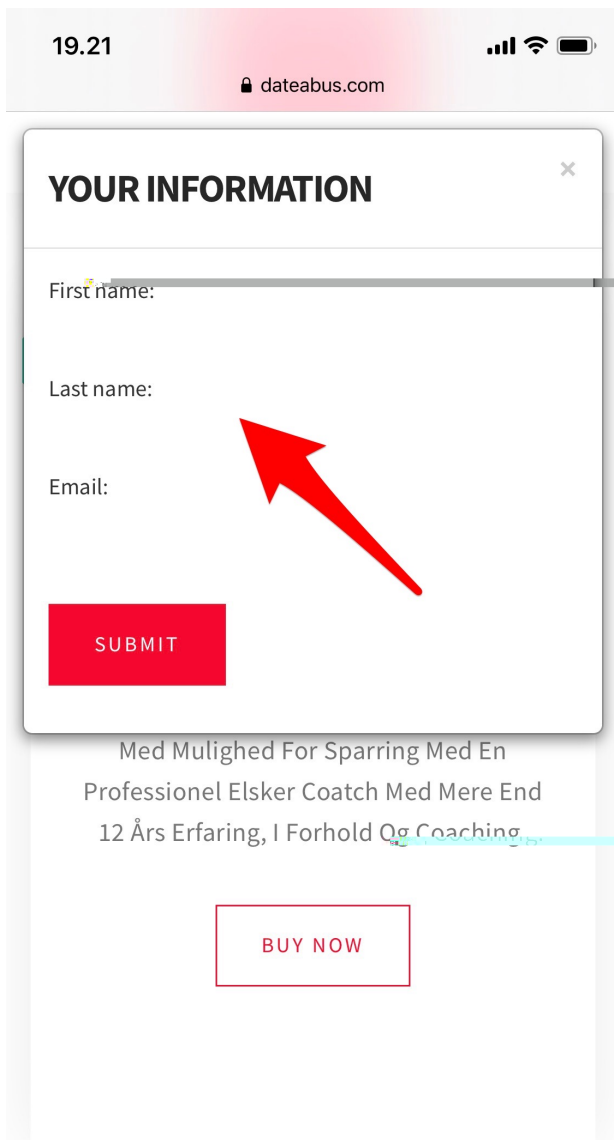 19.21
dateabus.com
YOUR INFORMATION
×
First name:
Last name:
Email:
SUBMIT
Med Mulighed For Sparring Med En
Professionel Elsker Coatch Med Mere End
12 Års Erfaring, I Forhold Og Coaching,
BUY NOW